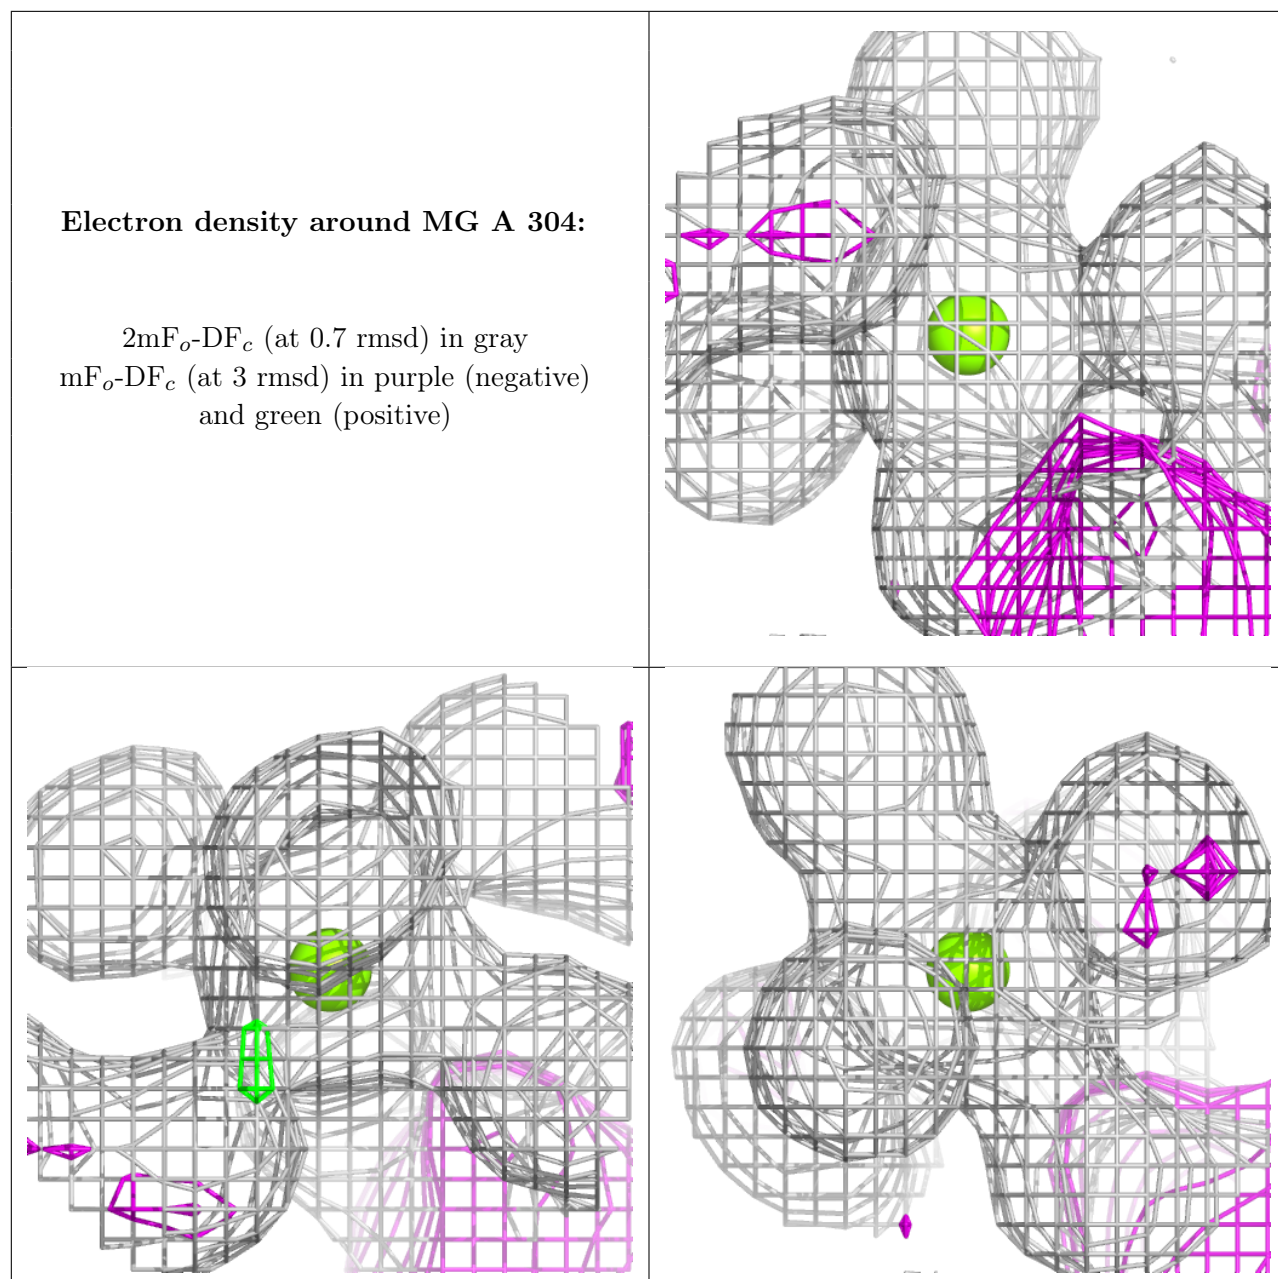 Electron density around MG A 304:
2mFo-DFc (at 0.7 rmsd) in gray
mFo-DFc (at 3 rmsd) in purple (negative)
and green (positive)